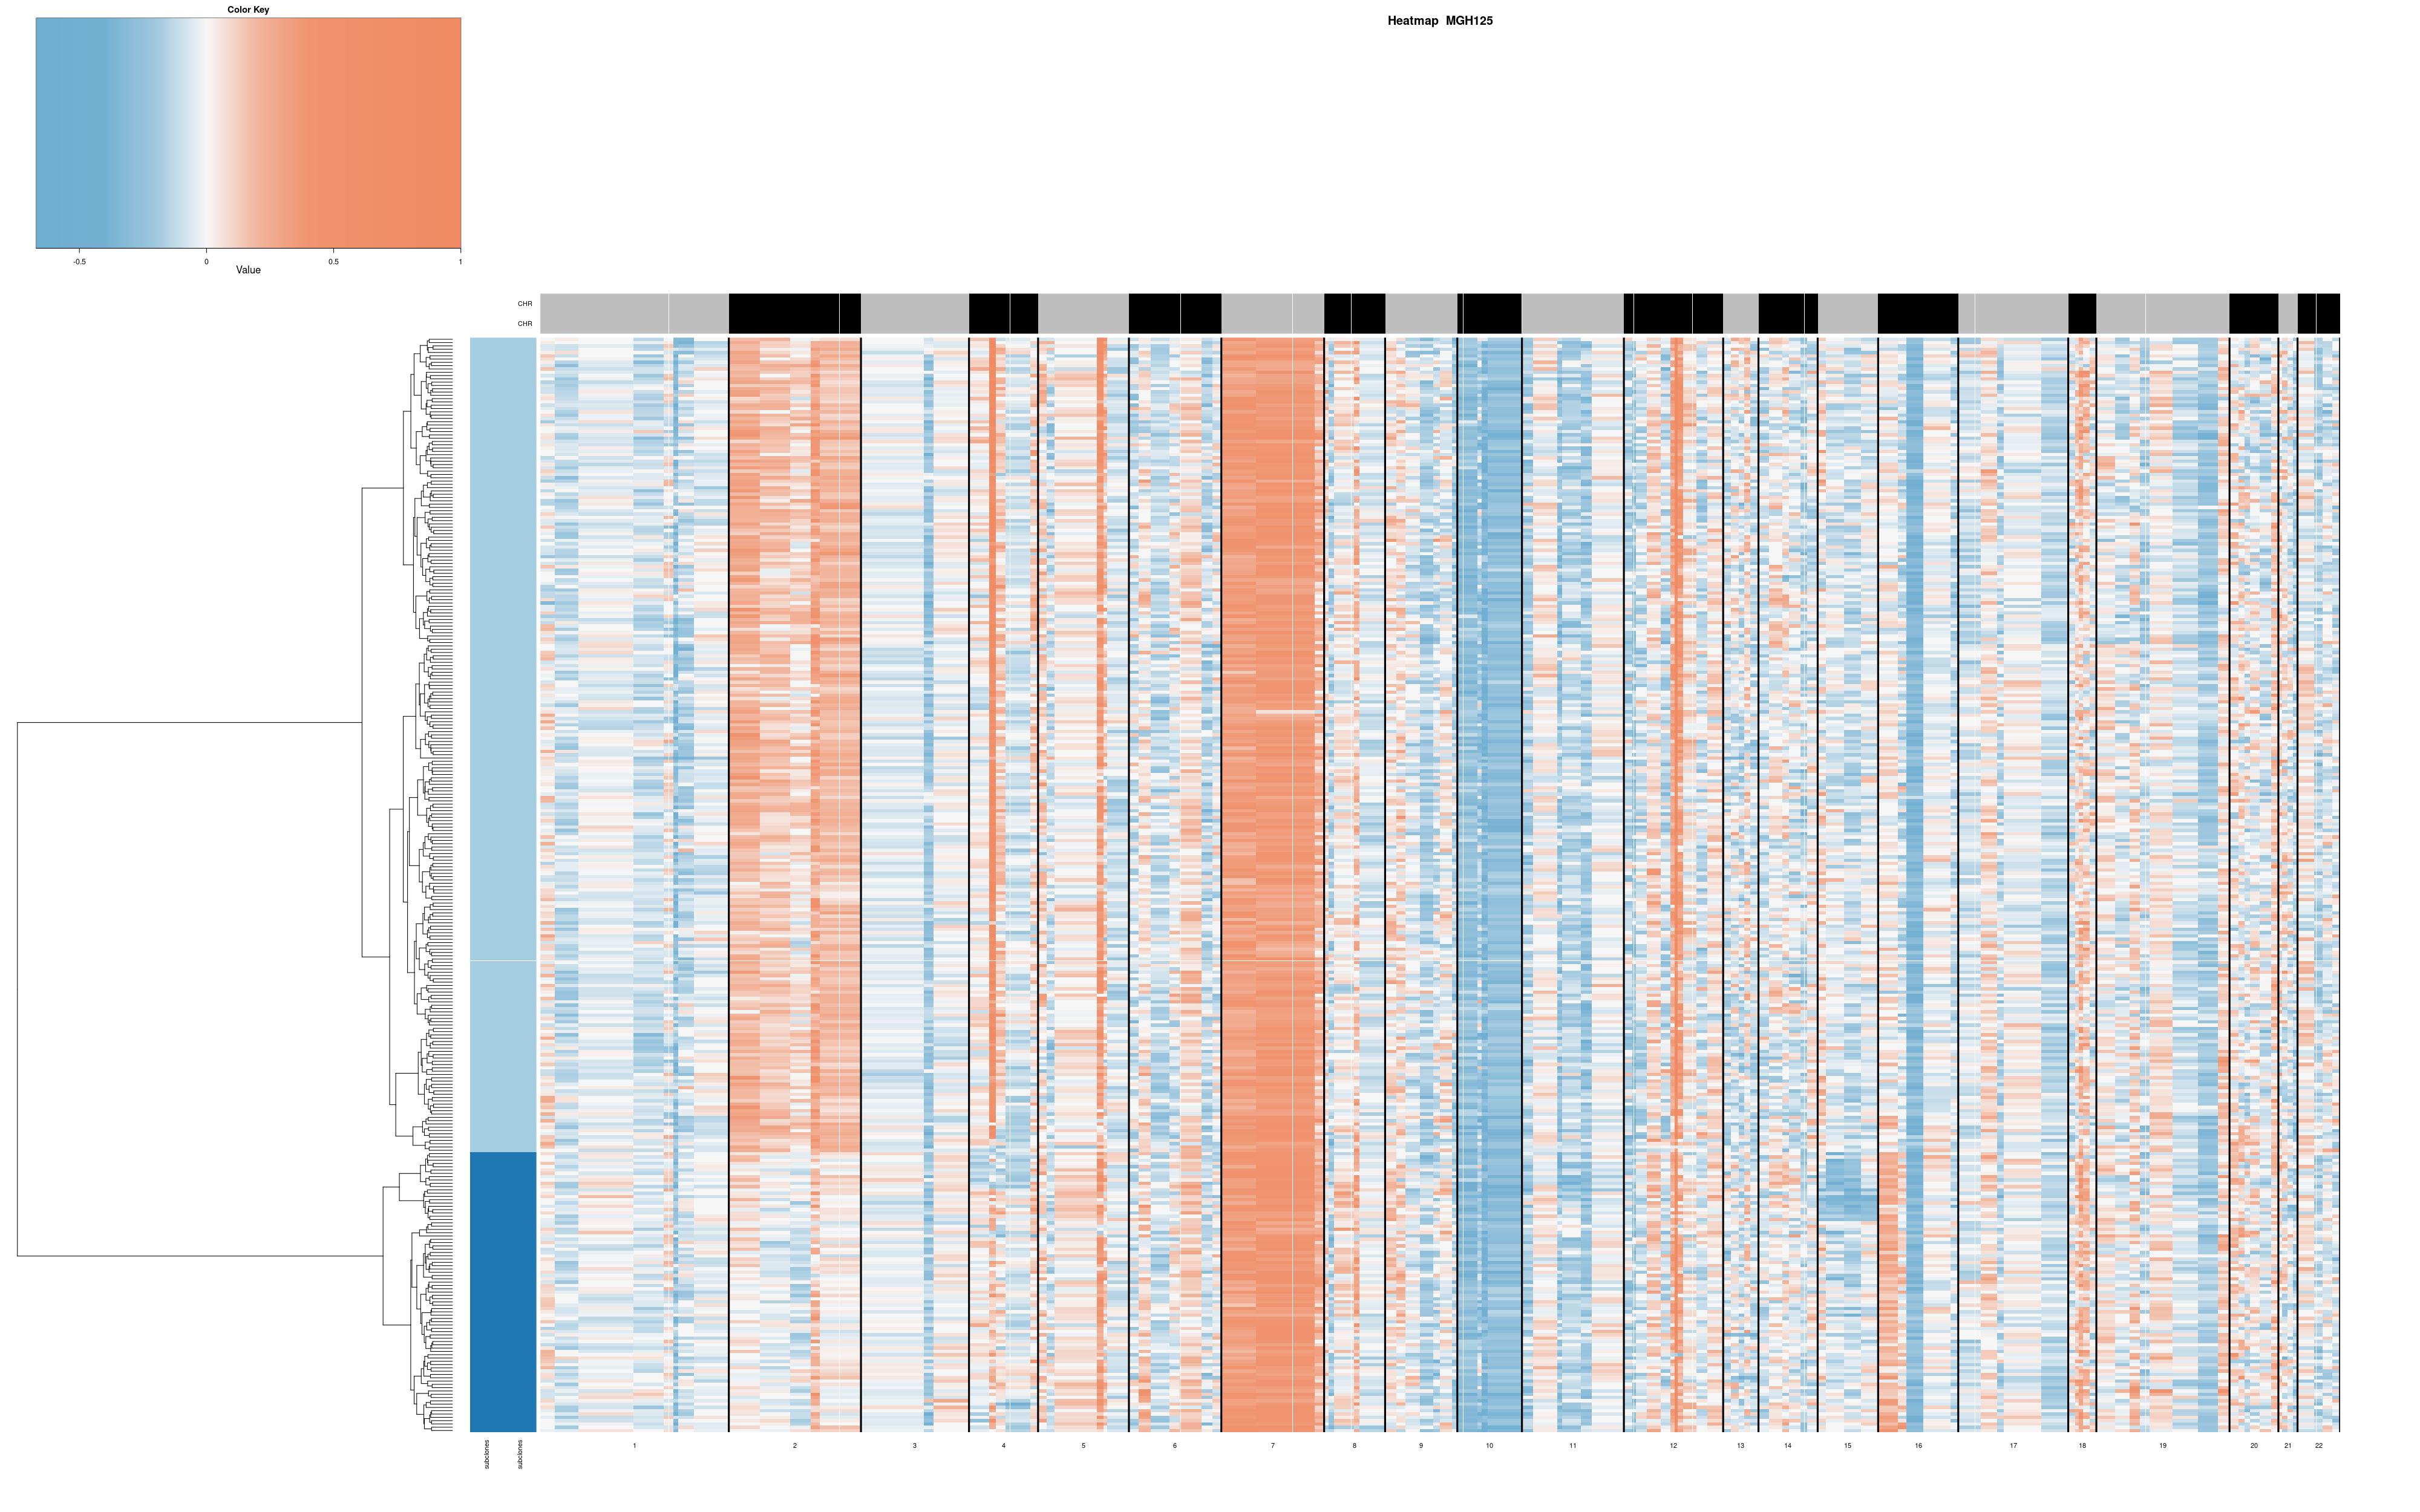 Color Key
Heatmap MGH125
-0.5 0 0.5 1
Value
CHR
CHR
subclones
subclones
1 2 3 4 5 6 7 8 9 10 11 12 13 14 15 16 17 18 19 20 21 22